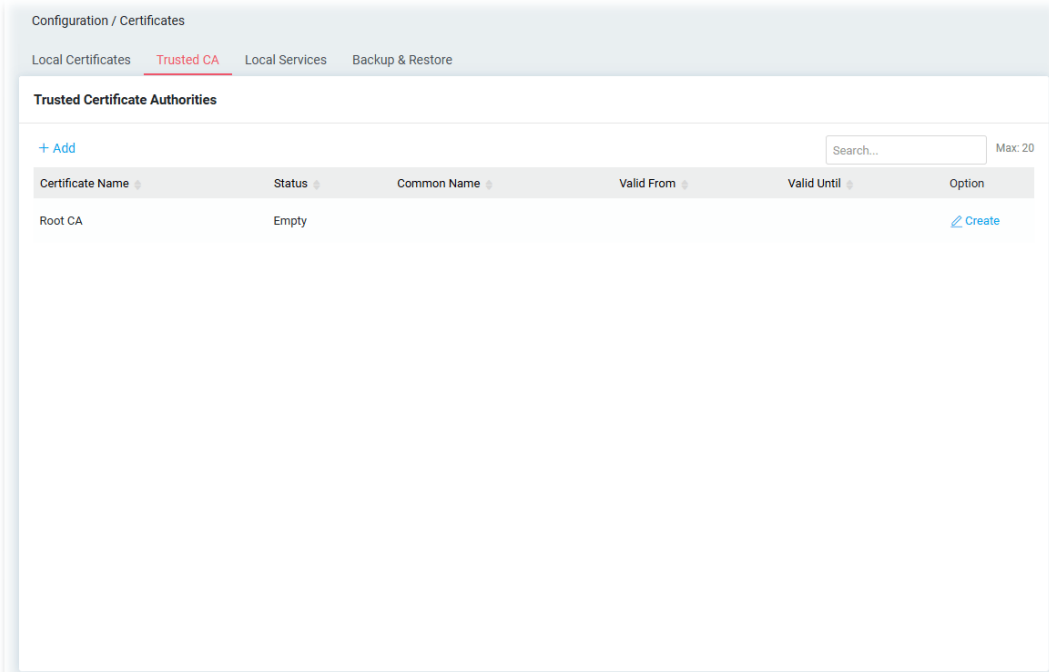 Configuration / Certificates
Local Certificates Trusted CA Local Services Backup & Restore
Trusted Certificate Authorities
+ Add Search... Max: 20
Certificate Name Status Common Name Valid From Valid Until Option
Root CA Empty Create